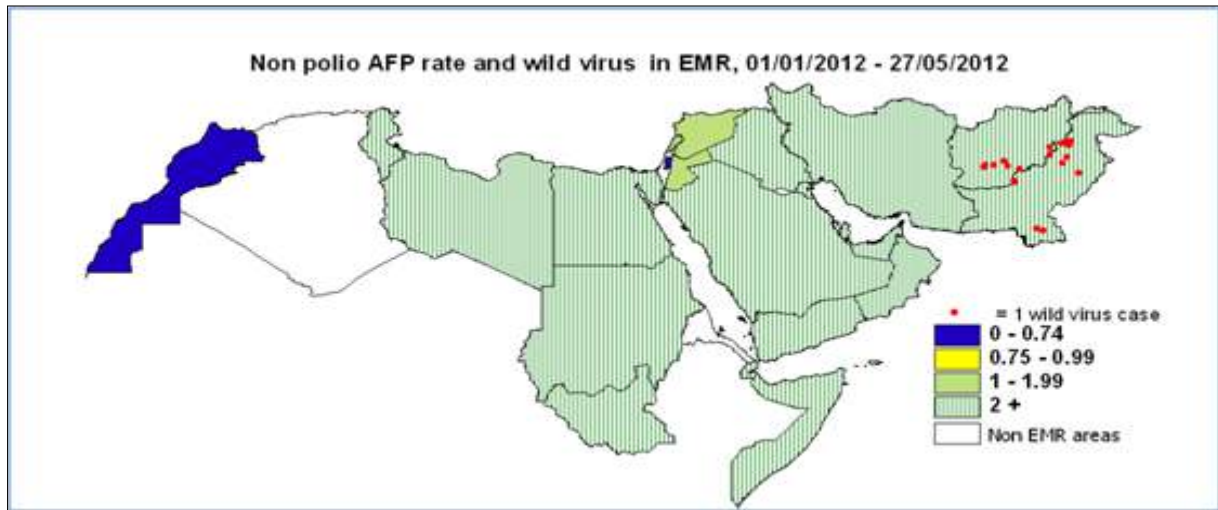 Non polio AFP rate and wild virus in EMR, 01/01/2012 - 27/05/2012
= 1 wild virus case
0 - 0.74
0.75 - 0.99
1 - 1.99
2 +
Non EMR areas